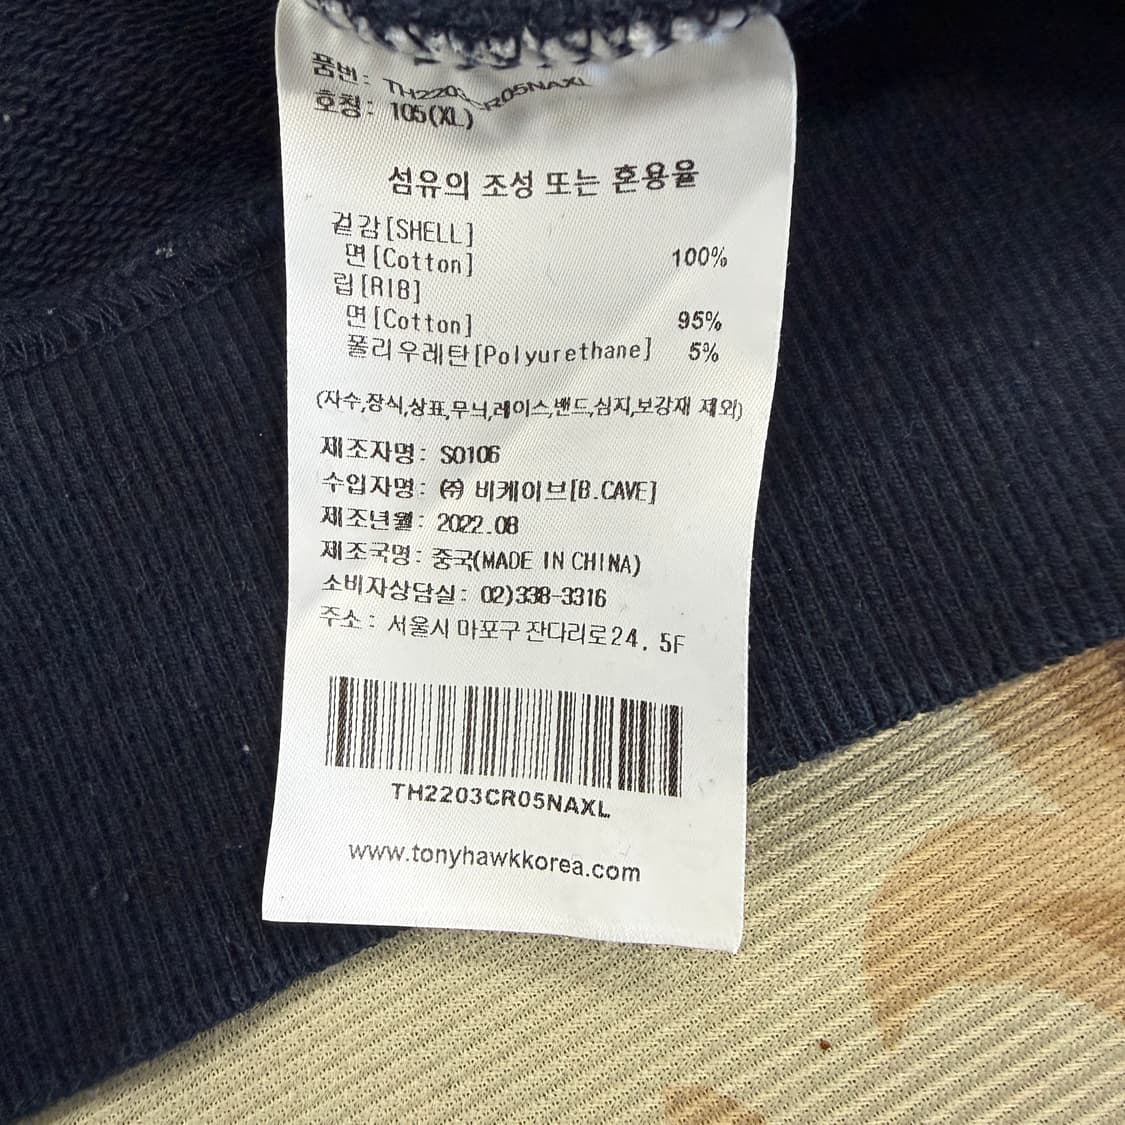 품번: TH2203CR05NAXL
호칭: 105(XL)
섬유의 조성 또는 혼용율
겉감[SHELL]
면[Cotton] 100%
립[RIB]
면[Cotton] 95%
폴리우레탄[Polyurethane] 5%
(자수,장식,상표,무늬,레이스,밴드,심지,보강재 제외)
제조자명: SO106
수입자명: ㈜ 비케이브[B.CAVE]
제조년월: 2022.08
제조국명: 중국(MADE IN CHINA)
소비자상담실: 02)338-3316
주소: 서울시 마포구 잔다리로24, 5F
TH2203CR05NAXL
www.tonyhawkkorea.com